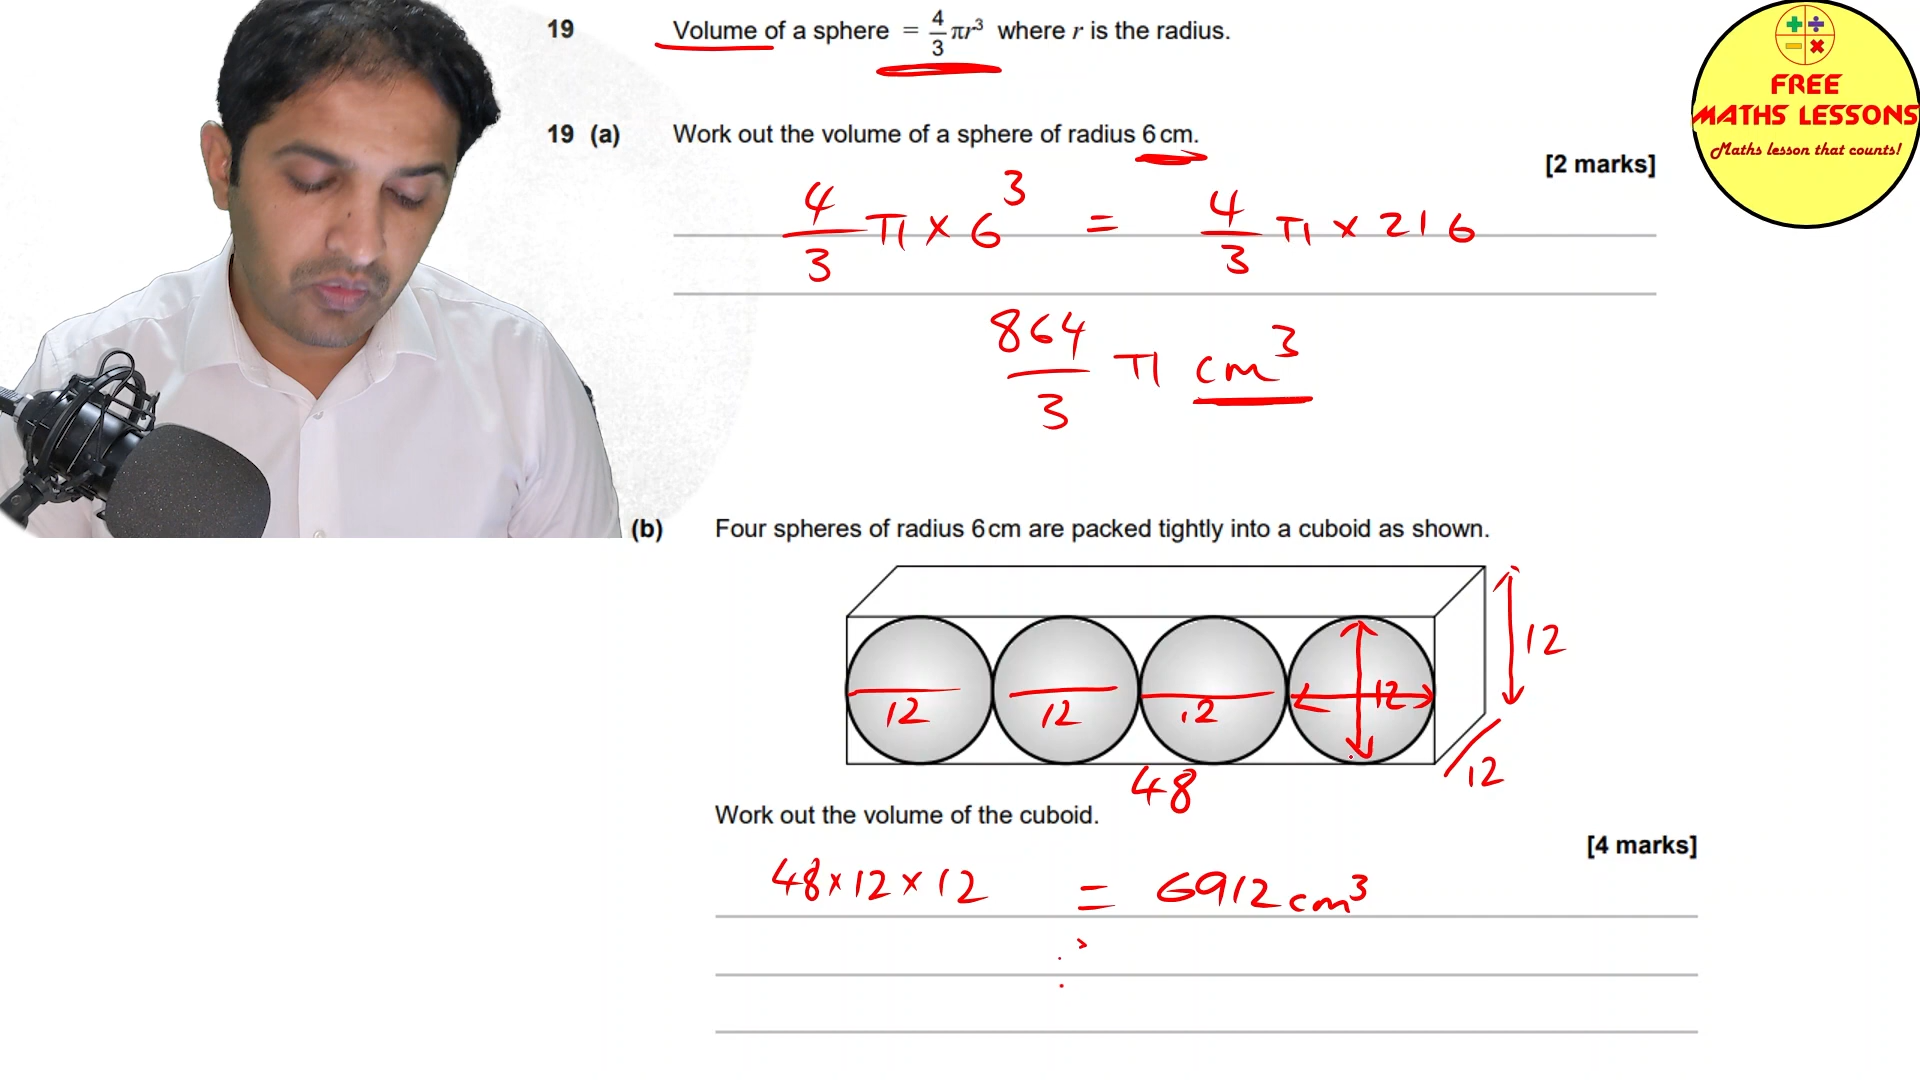 19 Volume of a sphere = 4/3 πr³ where r is the radius.
FREE
MATHS LESSONS
Maths lesson that counts!
19 (a) Work out the volume of a sphere of radius 6 cm.
[2 marks]
4/3 π × 6³ = 4/3 π × 216
864/3 π cm³
(b) Four spheres of radius 6 cm are packed tightly into a cuboid as shown.
12
12 12 12 12
12
48
Work out the volume of the cuboid.
[4 marks]
48 × 12 × 12 = 6912 cm³